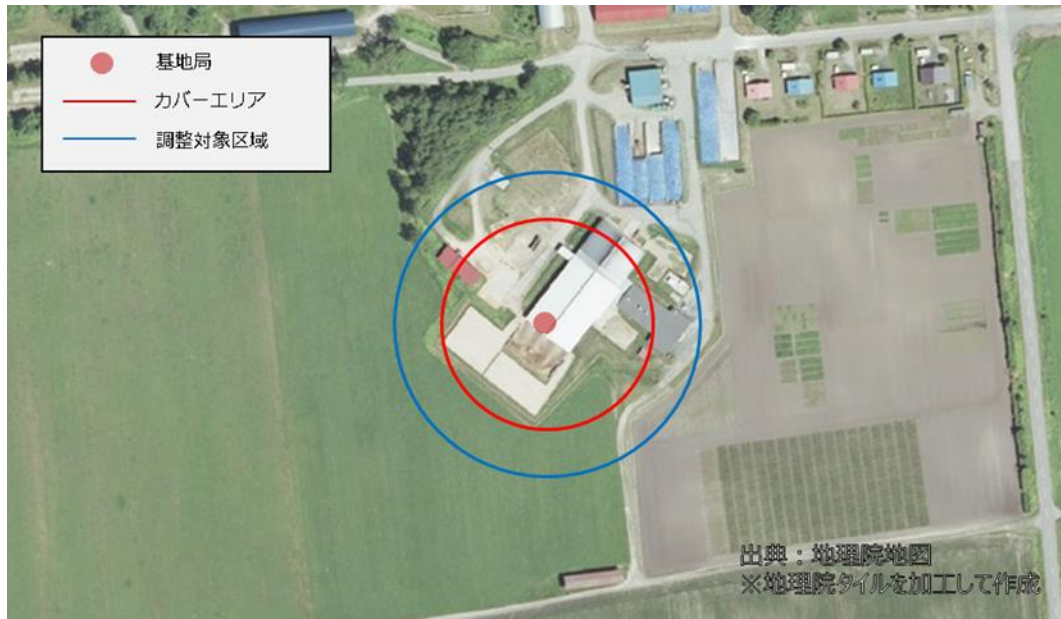 基地局
カバーエリア
調整対象区域
出典：地理院地図
※地理院タイルを加工して作成